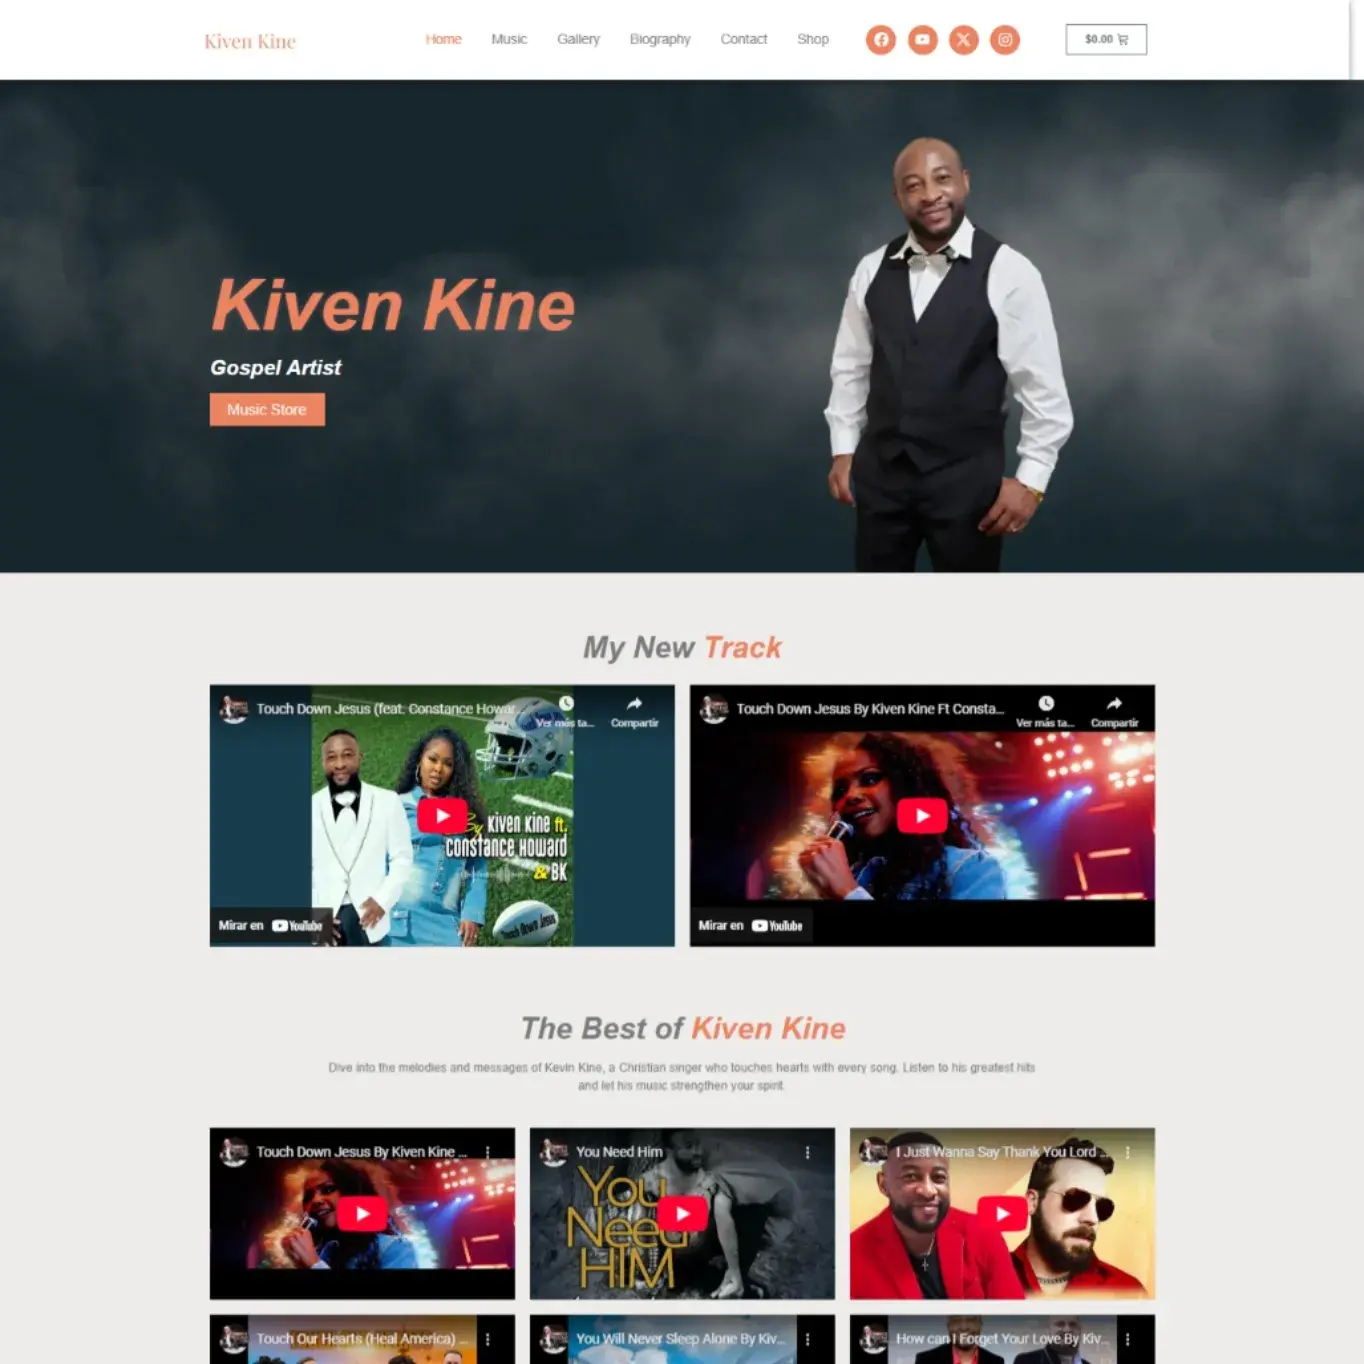 Kiven Kine
Home Music Gallery Biography Contact Shop
$0.00
Kiven Kine
Gospel Artist
Music Store
My New Track
Touch Down Jesus (feat. Constance Howar...
Ver más ta...
Compartir
By Kiven Kine ft.
Constance Howard
& BK
Touch Down Jesus
Mirar en YouTube
Touch Down Jesus By Kiven Kine Ft Consta...
Ver más ta...
Compartir
Mirar en YouTube
The Best of Kiven Kine
Dive into the melodies and messages of Kevin Kine, a Christian singer who touches hearts with every song. Listen to his greatest hits
and let his music strengthen your spirit
Touch Down Jesus By Kiven Kine ...
You Need Him
You
Need
HIM
I Just Wanna Say Thank You Lord ...
Touch Our Hearts (Heal America) ...
You Will Never Sleep Alone By Kiv...
How can I Forget Your Love By Kiv...